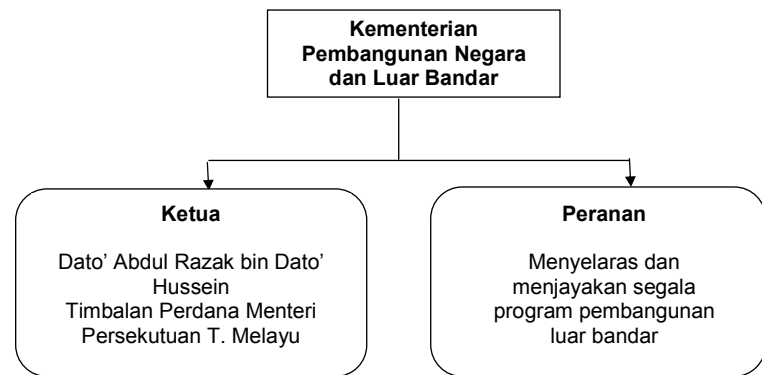 Kementerian
Pembangunan Negara
dan Luar Bandar
Ketua
Dato’ Abdul Razak bin Dato’
Hussein
Timbalan Perdana Menteri
Persekutuan T. Melayu
Peranan
Menyelaras dan
menjayakan segala
program pembangunan
luar bandar